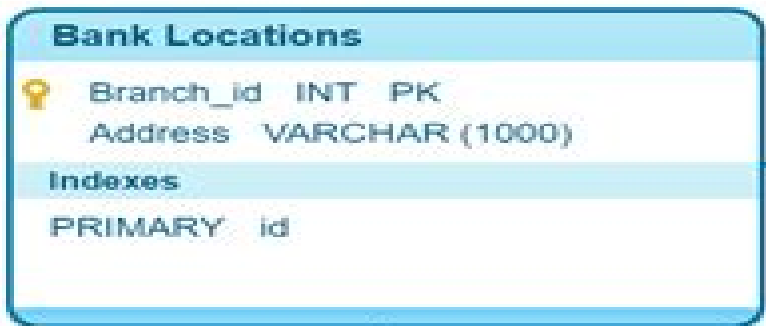 Bank Locations
Branch_id INT PK
Address VARCHAR (1000)
Indexes
PRIMARY id